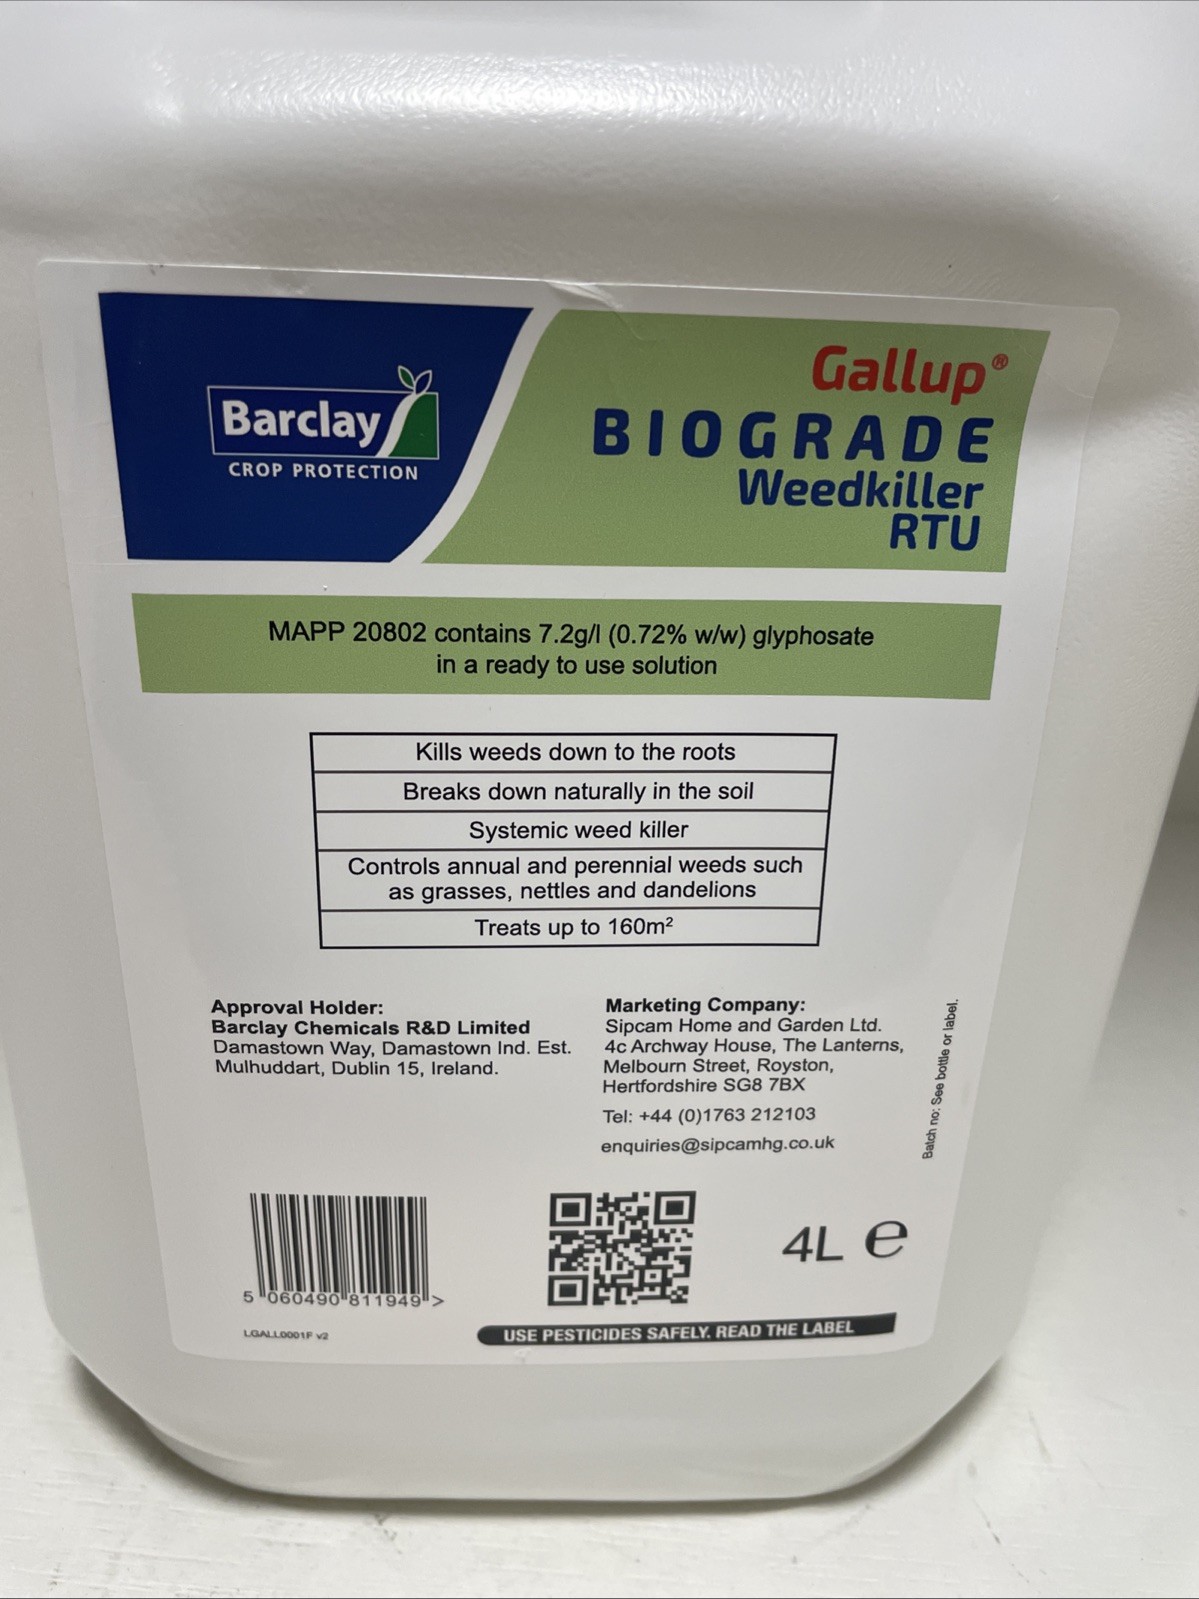 Barclay
CROP PROTECTION
Gallup®
BIOGRADE
Weedkiller
RTU
MAPP 20802 contains 7.2g/l (0.72% w/w) glyphosate
in a ready to use solution
Kills weeds down to the roots
Breaks down naturally in the soil
Systemic weed killer
Controls annual and perennial weeds such
as grasses, nettles and dandelions
Treats up to 160m²
Approval Holder:
Barclay Chemicals R&D Limited
Damastown Way, Damastown Ind. Est.
Mulhuddart, Dublin 15, Ireland.
Marketing Company:
Sipcam Home and Garden Ltd.
4c Archway House, The Lanterns,
Melbourn Street, Royston,
Hertfordshire SG8 7BX
Tel: +44 (0)1763 212103
enquiries@sipcamhg.co.uk
Batch no: See bottle or label.
5 060490 811949 >
LGALL0001F v2
4L e
USE PESTICIDES SAFELY. READ THE LABEL